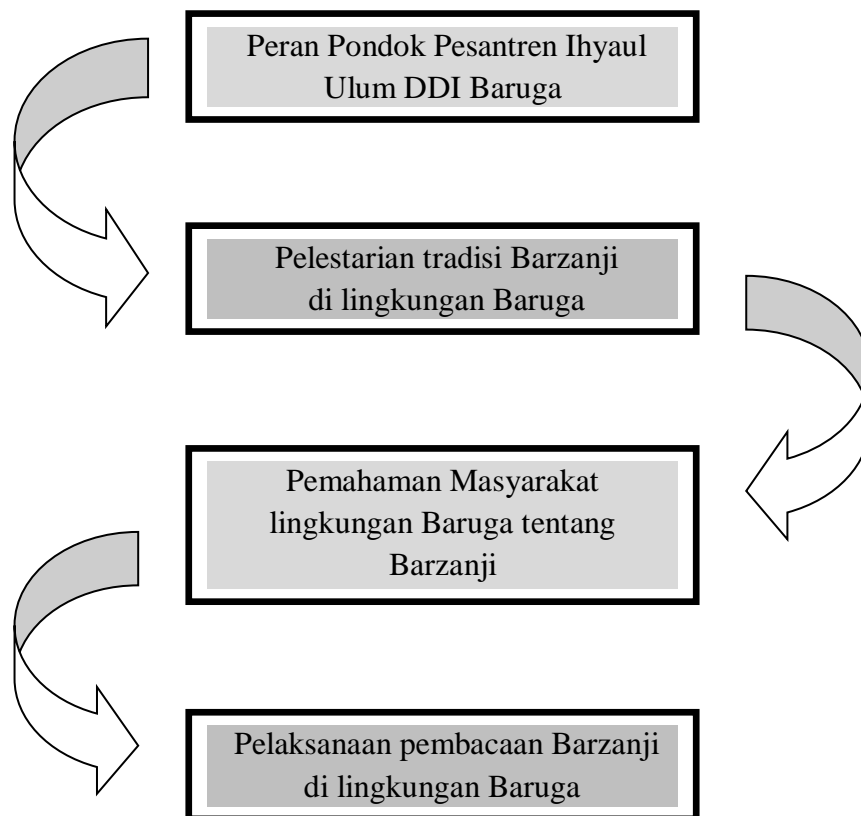 Peran Pondok Pesantren Ihyaul
Ulum DDI Baruga
Pelestarian tradisi Barzanji
di lingkungan Baruga
Pemahaman Masyarakat
lingkungan Baruga tentang
Barzanji
Pelaksanaan pembacaan Barzanji
di lingkungan Baruga